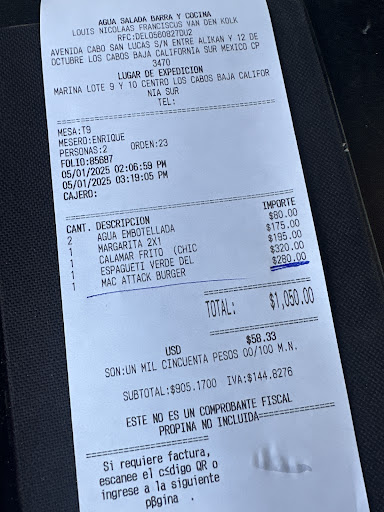 AGUA SALADA BARRA Y COCINA
LOUIS NICOLAAS FRANCISCUS VAN DEN KOLK
RFC:DEL0560827DU2
AVENIDA CABO SAN LUCAS S/N ENTRE ALIKAN Y 12 DE
OCTUBRE LOS CABOS BAJA CALIFORNIA SUR MEXICO CP
3470
LUGAR DE EXPEDICION
MARINA LOTE 9 Y 10 CENTRO LOS CABOS BAJA CALIFOR
NIA SUR
TEL:
MESA:T9
MESERO:ENRIQUE
PERSONAS:2 ORDEN:23
FOLIO:85687
05/01/2025 02:06:59 PM
05/01/2025 03:19:05 PM
CAJERO:
CANT. DESCRIPCION IMPORTE
2 AGUA EMBOTELLADA $80.00
1 MARGARITA 2X1 $175.00
1 CALAMAR FRITO (CHIC $195.00
1 ESPAGUETI VERDE DEL $320.00
1 MAC ATTACK BURGER $280.00
TOTAL: $1,050.00
USD $58.33
SON:UN MIL CINCUENTA PESOS 00/100 M.N.
SUBTOTAL:$905.1700 IVA:$144.8276
ESTE NO ES UN COMPROBANTE FISCAL
PROPINA NO INCLUIDA
Si requiere factura,
escanee el c≤digo QR o
ingrese a la siguiente
pßgina .